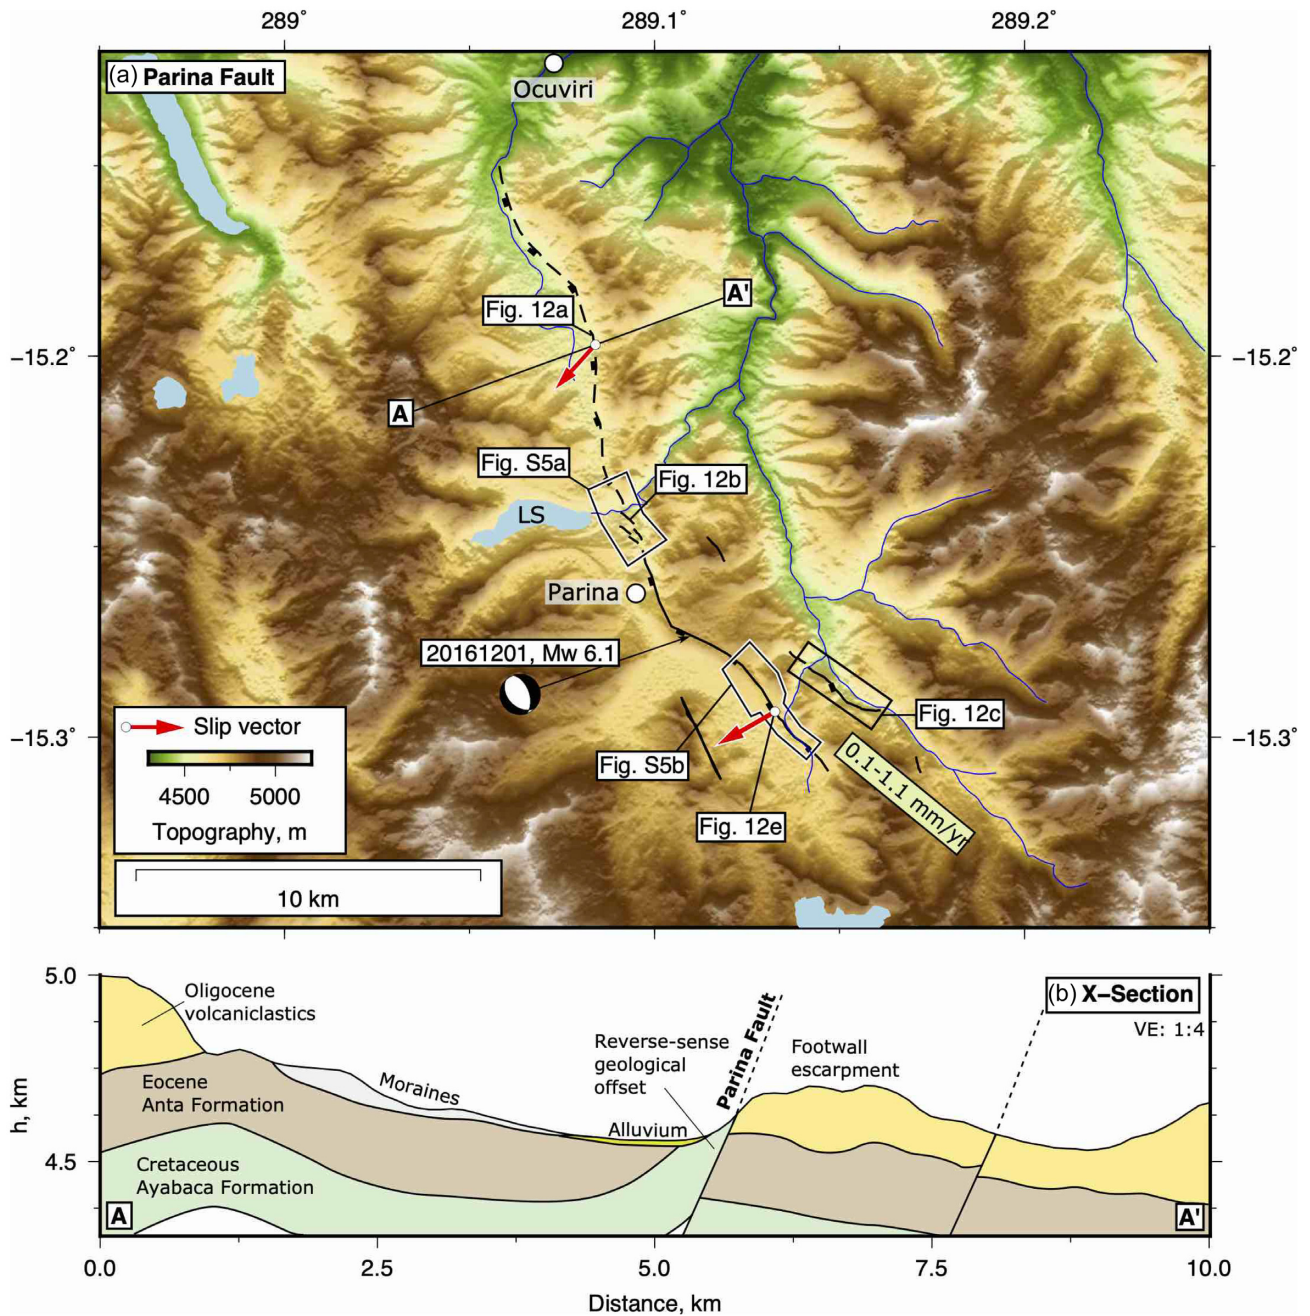 289°
289.1°
289.2°
(a) Parina Fault
Ocuviri
A'
Fig. 12a
−15.2°
−15.2°
A
Fig. S5a
Fig. 12b
LS
Parina
20161201, Mw 6.1
Fig. 12c
Slip vector
−15.3°
−15.3°
Fig. S5b
0.1-1.1 mm/yr
4500
5000
Topography, m
Fig. 12e
10 km
5.0
(b) X−Section
Oligocene
volcaniclastics
VE: 1:4
Reverse-sense
geological
offset
Parina Fault
Footwall
escarpment
h, km
Eocene
Anta Formation
Moraines
Alluvium
4.5
Cretaceous
Ayabaca Formation
A
A'
0.0
2.5
5.0
7.5
10.0
Distance, km